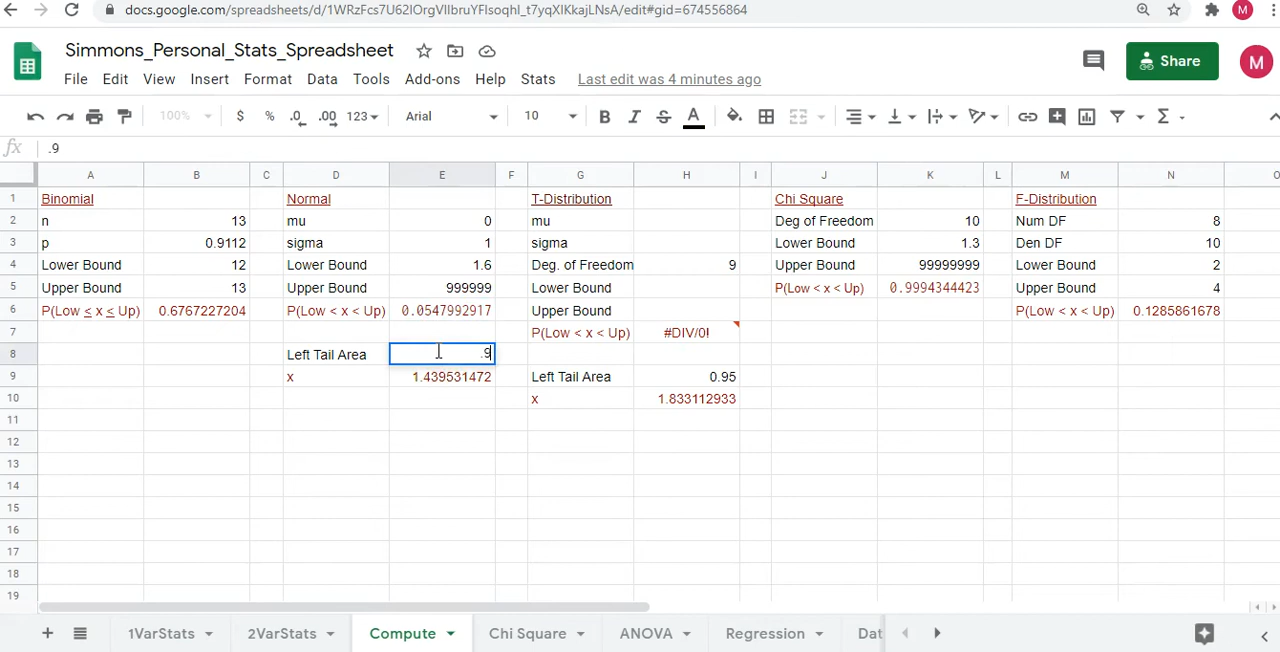 docs.google.com/spreadsheets/d/1WRzFcs7U62IOrgVIlbruYFlsoqhI_t7yqXIKkajLNsA/edit#gid=674556864 M
Simmons_Personal_Stats_Spreadsheet
File Edit View Insert Format Data Tools Add-ons Help Stats Last edit was 4 minutes ago Share M
100% $ % .0 .00 123 Arial 10 B I S A Σ
fx .9
A B C D E F G H I J K L M N O
1 Binomial Normal T-Distribution Chi Square F-Distribution
2 n 13 mu 0 mu Deg of Freedom 10 Num DF 8
3 p 0.9112 sigma 1 sigma Lower Bound 1.3 Den DF 10
4 Lower Bound 12 Lower Bound 1.6 Deg. of Freedom 9 Upper Bound 99999999 Lower Bound 2
5 Upper Bound 13 Upper Bound 999999 Lower Bound P(Low < x < Up) 0.9994344423 Upper Bound 4
6 P(Low < x < Up) 0.6767227204 P(Low < x < Up) 0.0547992917 Upper Bound P(Low < x < Up) 0.1285861678
7 P(Low < x < Up) #DIV/0!
8 Left Tail Area .9
9 x 1.439531472 Left Tail Area 0.95
10 x 1.833112933
11
12
13
14
15
16
17
18
19
1VarStats 2VarStats Compute Chi Square ANOVA Regression Dat